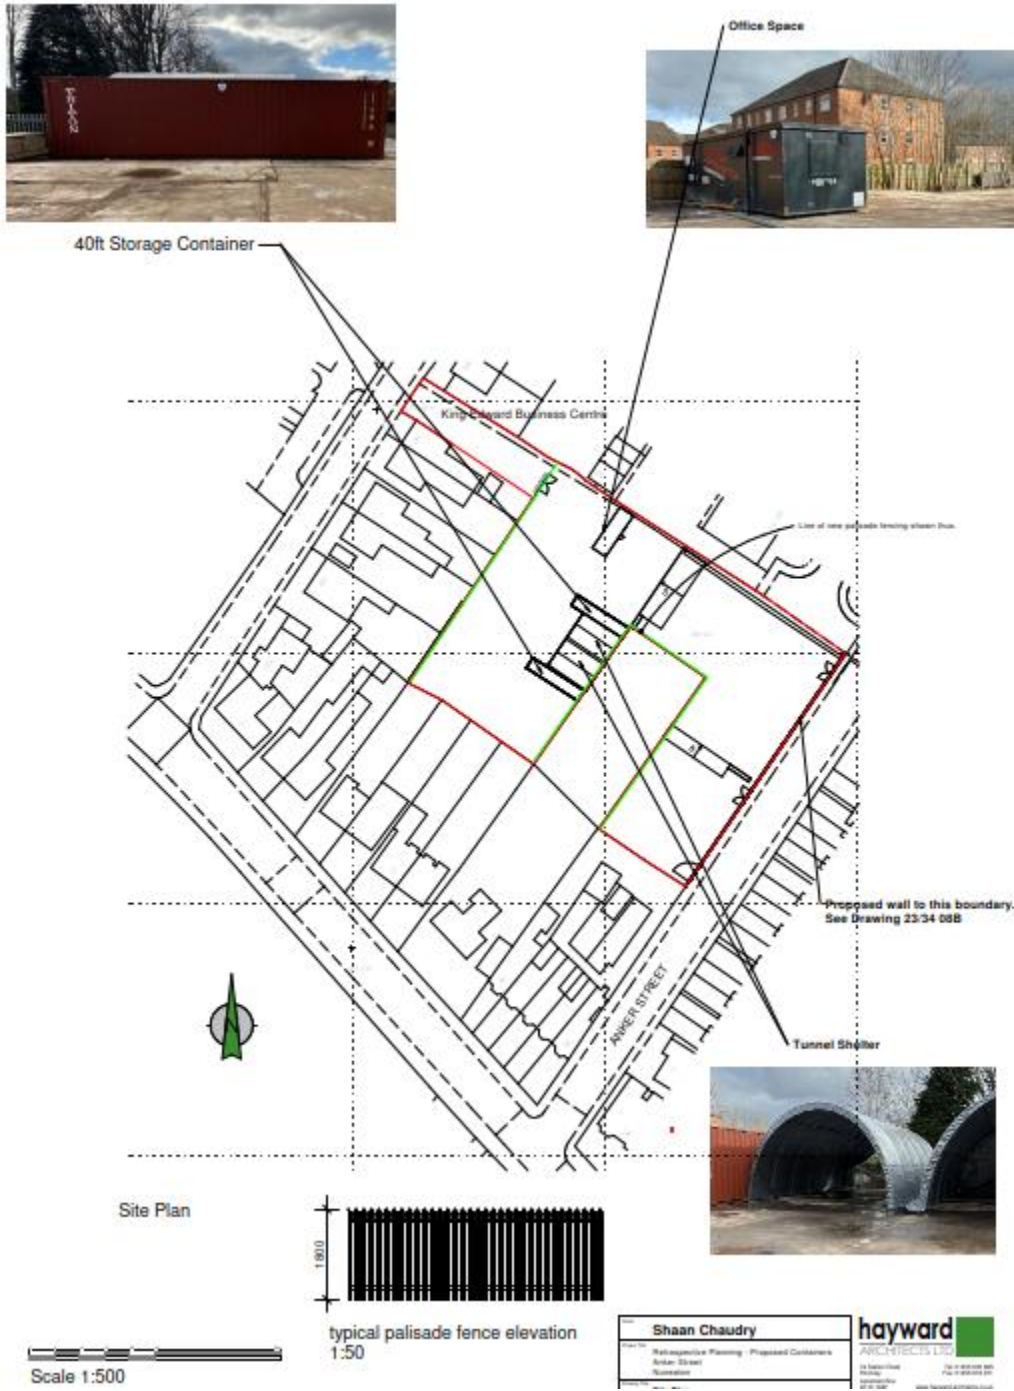 Office Space
TRITON
40ft Storage Container
King Edward Business Centre
Line of new palisade fencing shown thus.
Proposed wall to this boundary.
See Drawing 23/34 08B
ANKER STREET
Tunnel Shelter
Site Plan
1800
typical palisade fence elevation
1:50
Scale 1:500
Shaan Chaudry
Retrospective Planning - Proposed Containers
Anker Street
Nuneaton
hayward
ARCHITECTS LTD